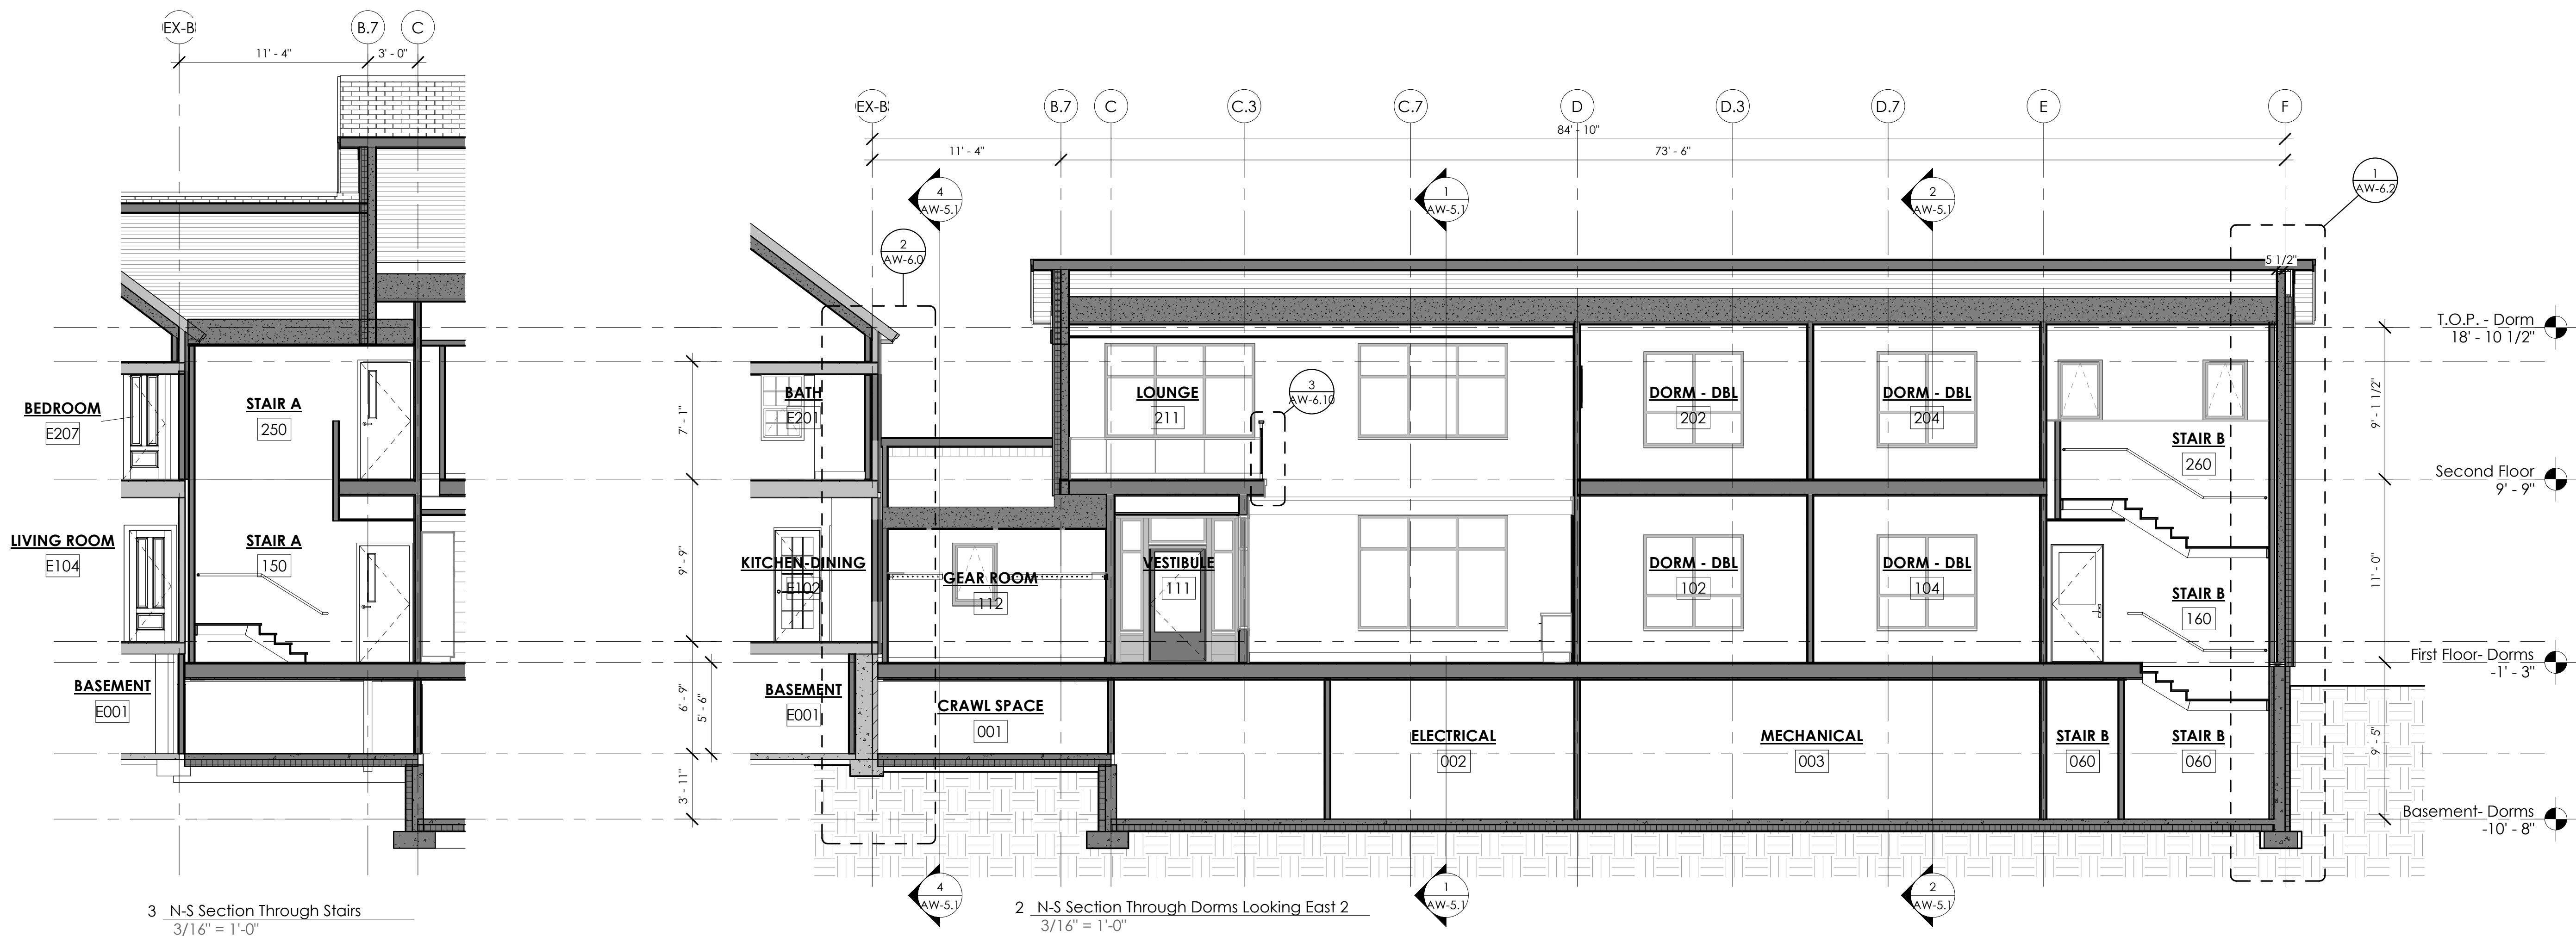 EX-B
B.7
C
11' - 4"
3' - 0"
BEDROOM
E207
STAIR A
250
LIVING ROOM
E104
STAIR A
150
BASEMENT
E001
3 N-S Section Through Stairs
3/16" = 1'-0"
EX-B
B.7
C
C.3
C.7
D
D.3
D.7
E
F
84' - 10"
11' - 4"
73' - 6"
1
AW-6.2
4
AW-5.1
1
AW-5.1
2
AW-5.1
2
AW-6.0
5 1/2"
T.O.P. - Dorm
18' - 10 1/2"
7' - 1"
BATH
E201
LOUNGE
211
3
AW-6.10
DORM - DBL
202
DORM - DBL
204
STAIR B
260
9' - 1 1/2"
Second Floor
9' - 9"
9' - 9"
KITCHEN-DINING
E102
GEAR ROOM
112
VESTIBULE
111
DORM - DBL
102
DORM - DBL
104
STAIR B
160
11' - 0"
First Floor- Dorms
-1' - 3"
6' - 9"
5' - 6"
BASEMENT
E001
CRAWL SPACE
001
ELECTRICAL
002
MECHANICAL
003
STAIR B
060
STAIR B
060
9' - 5"
3' - 11"
Basement- Dorms
-10' - 8"
4
AW-5.1
1
AW-5.1
2
AW-5.1
2 N-S Section Through Dorms Looking East 2
3/16" = 1'-0"